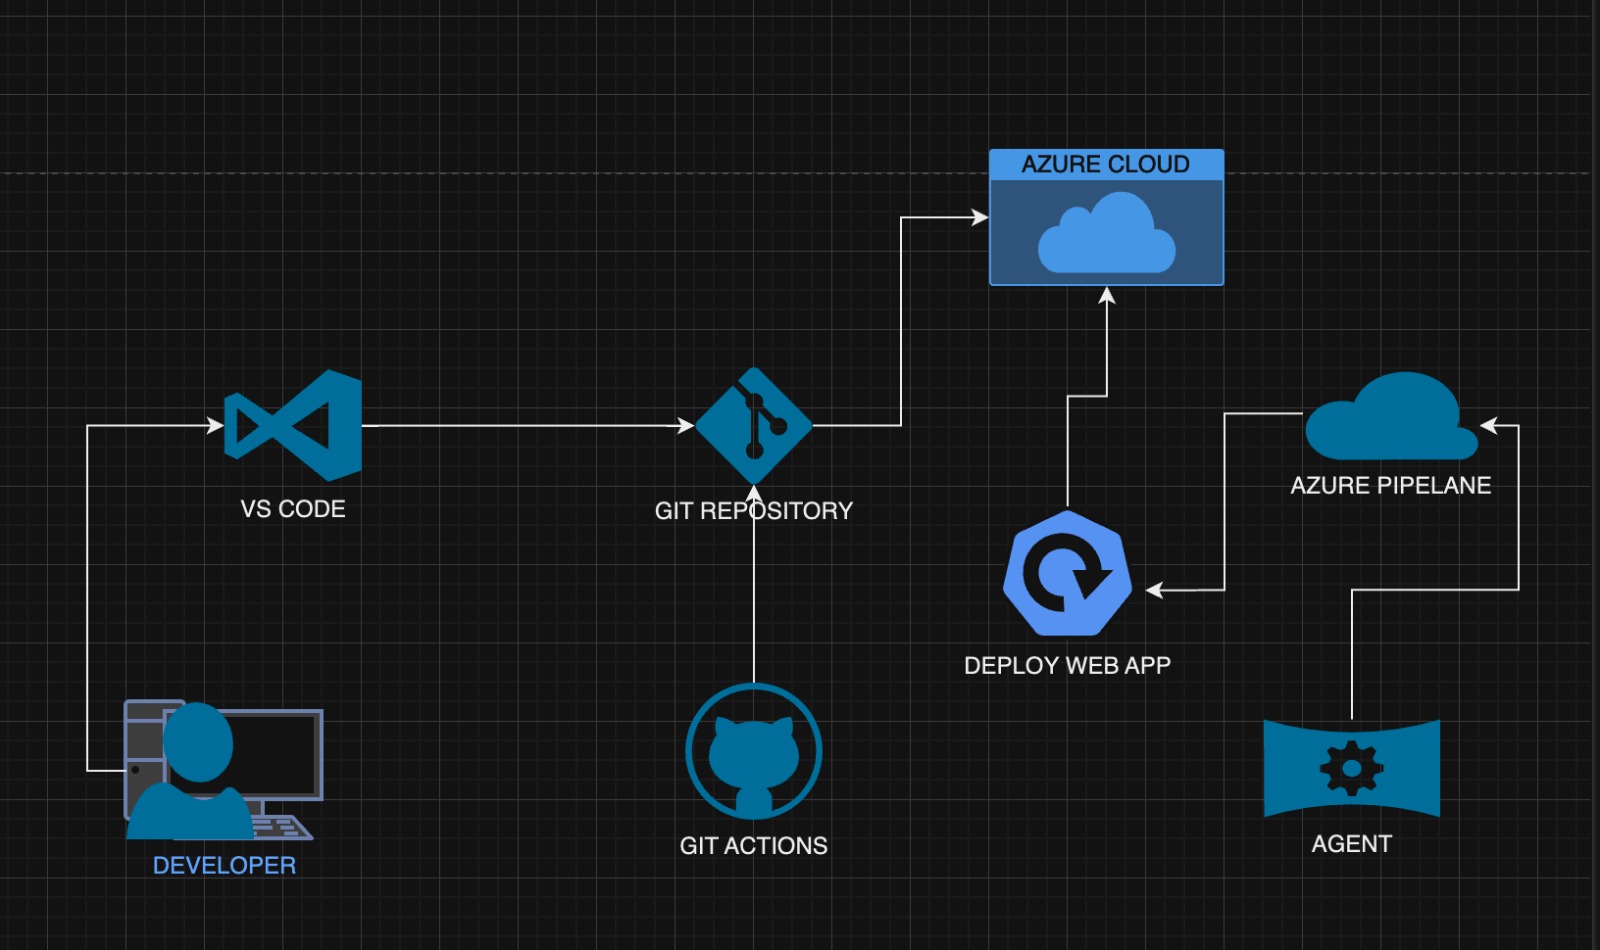 AZURE CLOUD
VS CODE
GIT REPOSITORY
AZURE PIPELANE
DEPLOY WEB APP
DEVELOPER
GIT ACTIONS
AGENT